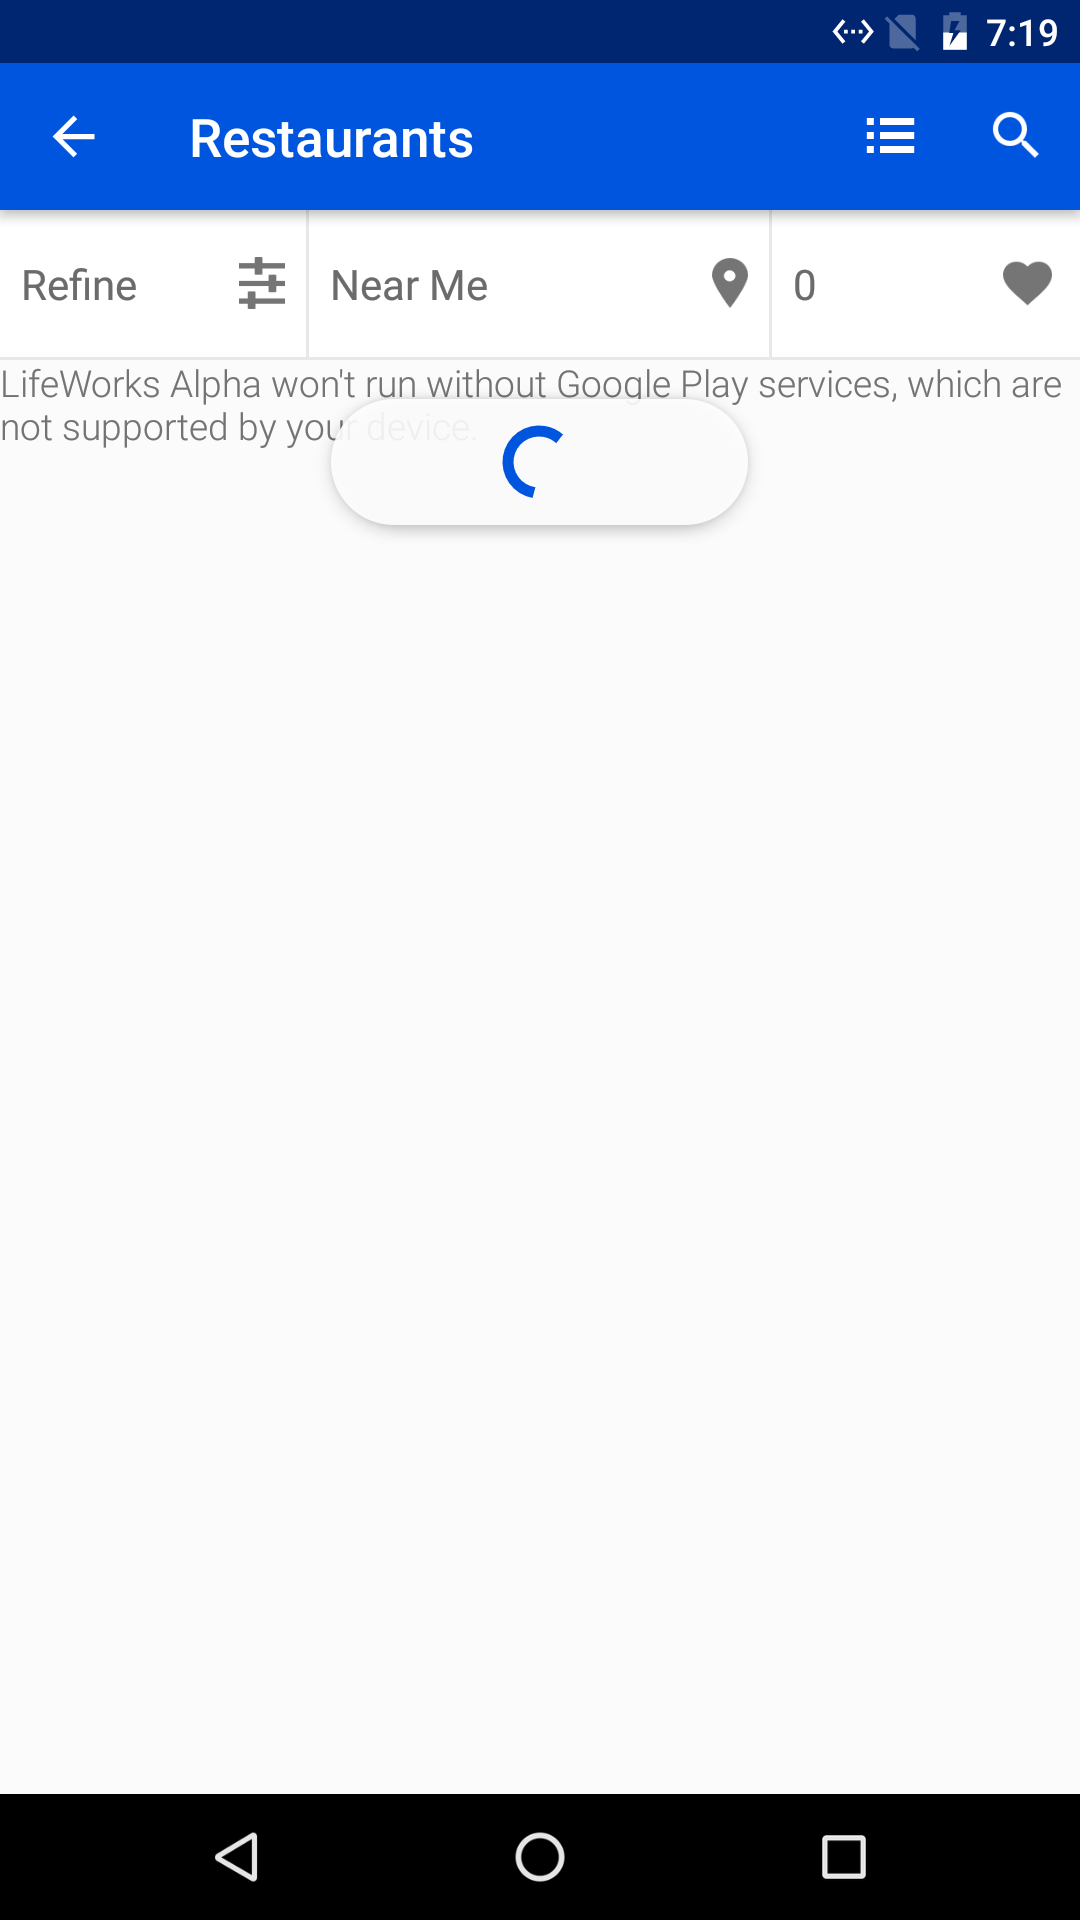 7:19
Restaurants
Refine
Near Me
0
LifeWorks Alpha won't run without Google Play services, which are
not supported by your device.